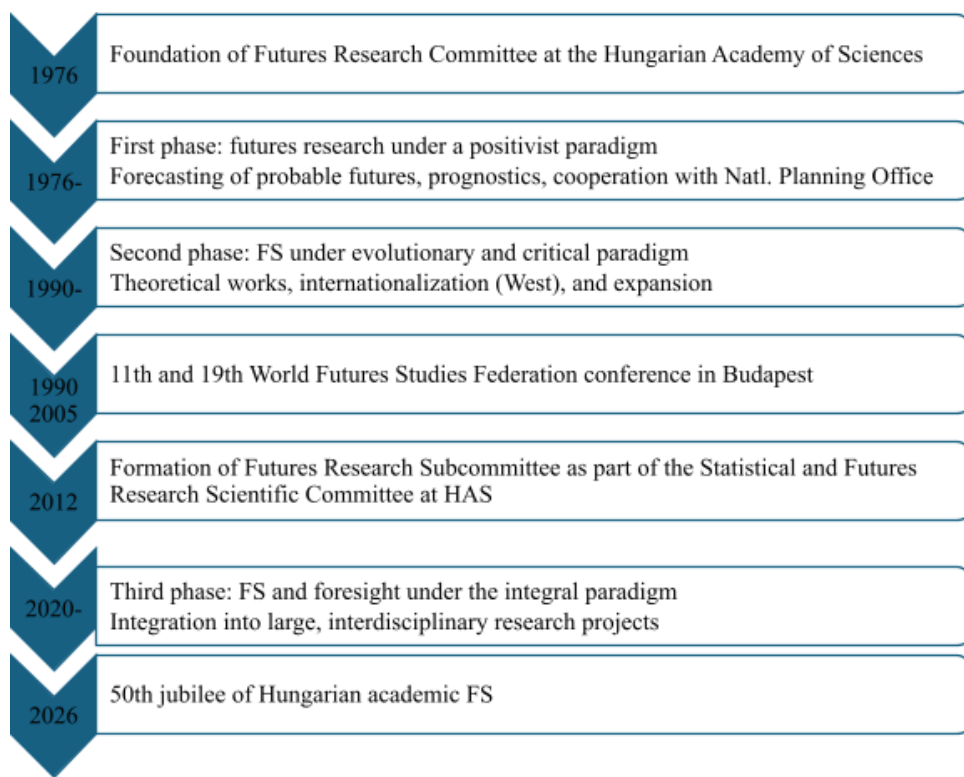 1976
Foundation of Futures Research Committee at the Hungarian Academy of Sciences
1976-
First phase: futures research under a positivist paradigm
Forecasting of probable futures, prognostics, cooperation with Natl. Planning Office
1990-
Second phase: FS under evolutionary and critical paradigm
Theoretical works, internationalization (West), and expansion
1990
2005
11th and 19th World Futures Studies Federation conference in Budapest
2012
Formation of Futures Research Subcommittee as part of the Statistical and Futures
Research Scientific Committee at HAS
2020-
Third phase: FS and foresight under the integral paradigm
Integration into large, interdisciplinary research projects
2026
50th jubilee of Hungarian academic FS